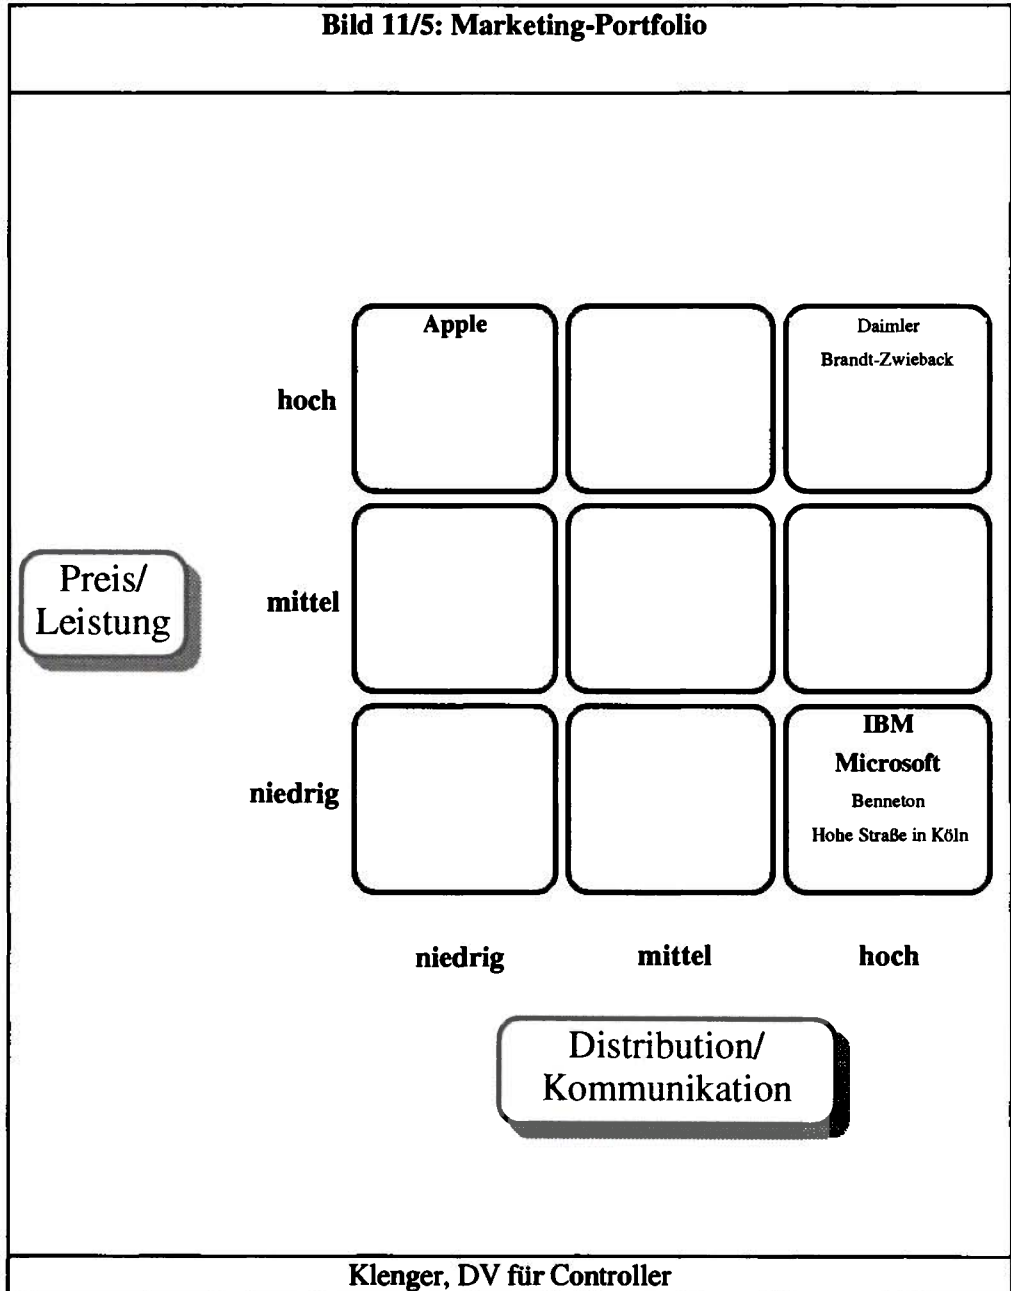 Bild 11/5: Marketing-Portfolio
Apple
Daimler
Brandt-Zwieback
hoch
Preis/
Leistung
mittel
IBM
Microsoft
Benneton
Hohe Straße in Köln
niedrig
niedrig mittel hoch
Distribution/
Kommunikation
Klenger, DV für Controller